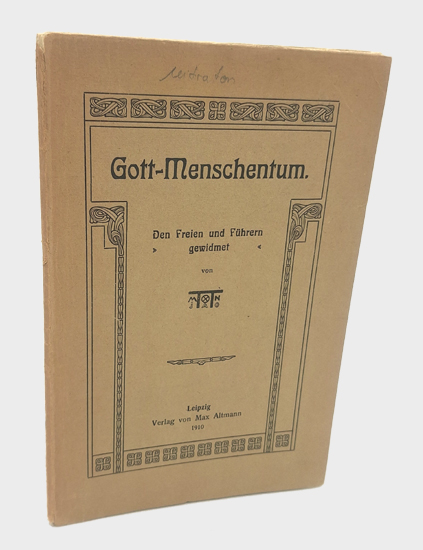 Gott-Menschentum.
Den Freien und Führern
› gewidmet ‹
von
Leipzig
Verlag von Max Altmann
1910